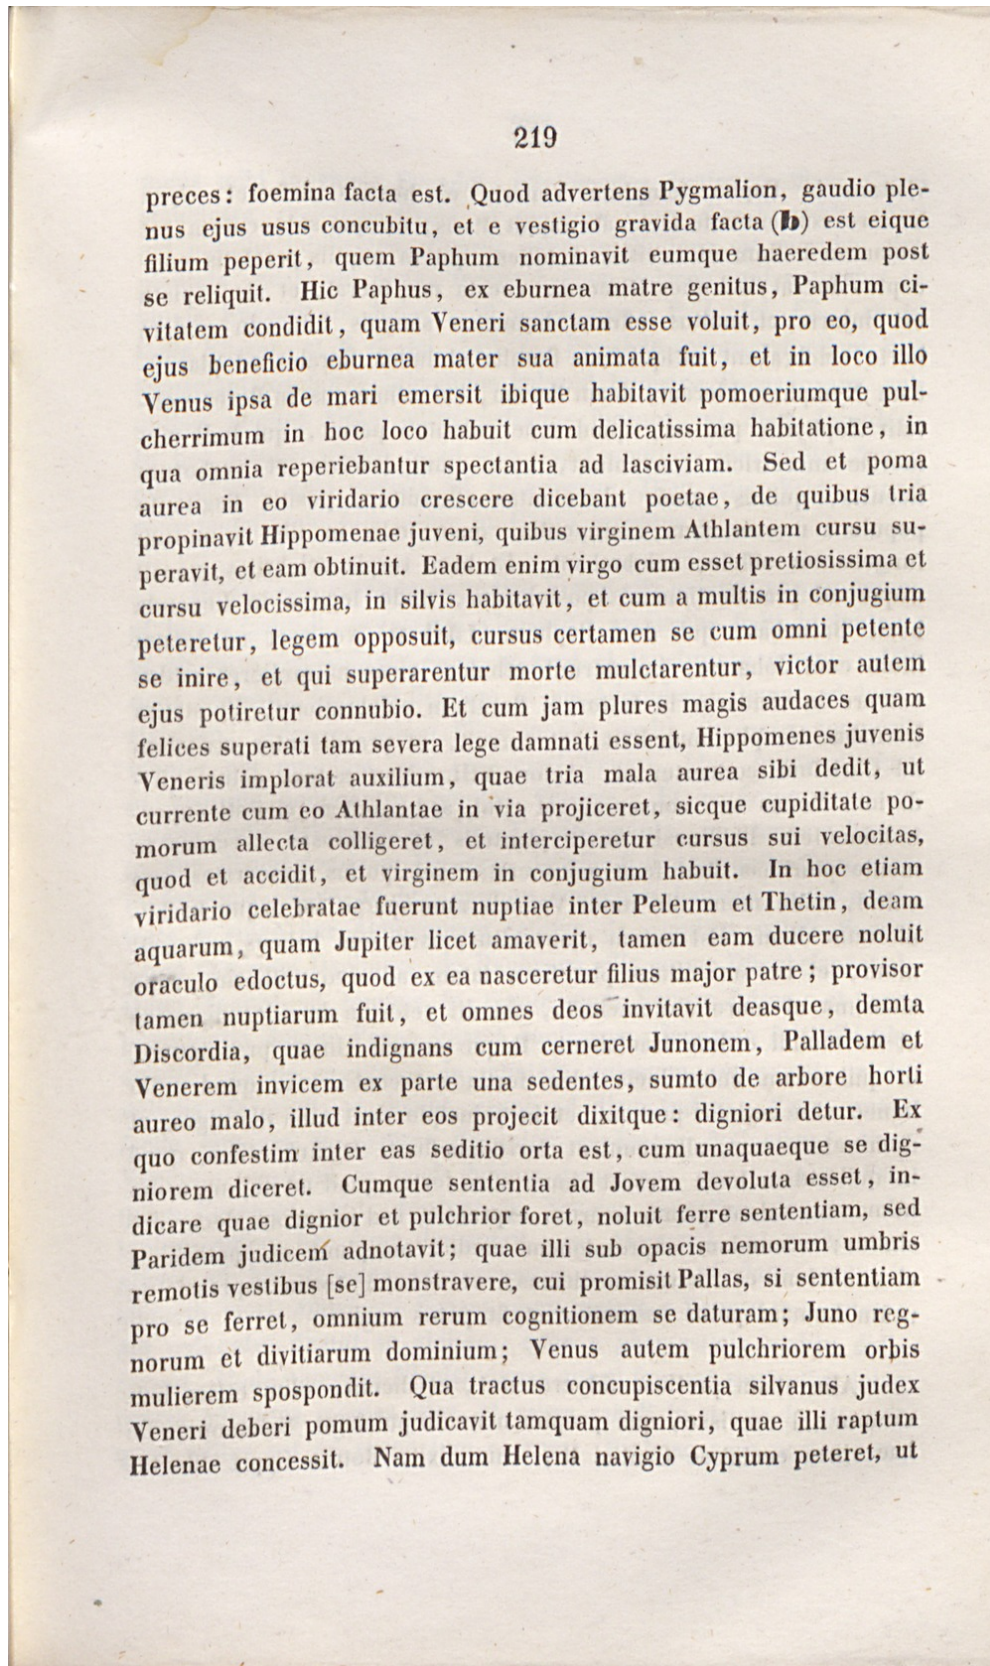 219
preces: foemina facta est. Quod advertens Pygmalion, gaudio ple-
nus ejus usus concubitu, et e vestigio gravida facta (b) est eique
filium peperit, quem Paphum nominavit eumque haeredem post
se reliquit. Hic Paphus, ex eburnea matre genitus, Paphum ci-
vitatem condidit, quam Veneri sanctam esse voluit, pro eo, quod
ejus beneficio eburnea mater sua animata fuit, et in loco illo
Venus ipsa de mari emersit ibique habitavit pomoeriumque pul-
cherrimum in hoc loco habuit cum delicatissima habitatione, in
qua omnia reperiebantur spectantia ad lasciviam. Sed et poma
aurea in eo viridario crescere dicebant poetae, de quibus tria
propinavit Hippomenae juveni, quibus virginem Athlantem cursu su-
peravit, et eam obtinuit. Eadem enim virgo cum esset pretiosissima et
cursu velocissima, in silvis habitavit, et cum a multis in conjugium
peteretur, legem opposuit, cursus certamen se cum omni petente
se inire, et qui superarentur morte mulctarentur, victor autem
ejus potiretur connubio. Et cum jam plures magis audaces quam
felices superati tam severa lege damnati essent, Hippomenes juvenis
Veneris implorat auxilium, quae tria mala aurea sibi dedit, ut
currente cum eo Athlantae in via projiceret, sicque cupiditate po-
morum allecta colligeret, et interciperetur cursus sui velocitas,
quod et accidit, et virginem in conjugium habuit. In hoc etiam
viridario celebratae fuerunt nuptiae inter Peleum et Thetin, deam
aquarum, quam Jupiter licet amaverit, tamen eam ducere noluit
oraculo edoctus, quod ex ea nasceretur filius major patre; provisor
tamen nuptiarum fuit, et omnes deos invitavit deasque, demta
Discordia, quae indignans cum cerneret Junonem, Palladem et
Venerem invicem ex parte una sedentes, sumto de arbore horti
aureo malo, illud inter eos projecit dixitque: digniori detur. Ex
quo confestim inter eas seditio orta est, cum unaquaeque se dig-
niorem diceret. Cumque sententia ad Jovem devoluta esset, in-
dicare quae dignior et pulchrior foret, noluit ferre sententiam, sed
Paridem judicem adnotavit; quae illi sub opacis nemorum umbris
remotis vestibus [se] monstravere, cui promisit Pallas, si sententiam
pro se ferret, omnium rerum cognitionem se daturam; Juno reg-
norum et divitiarum dominium; Venus autem pulchriorem orbis
mulierem spospondit. Qua tractus concupiscentia silvanus judex
Veneri deberi pomum judicavit tamquam digniori, quae illi raptum
Helenae concessit. Nam dum Helena navigio Cyprum peteret, ut